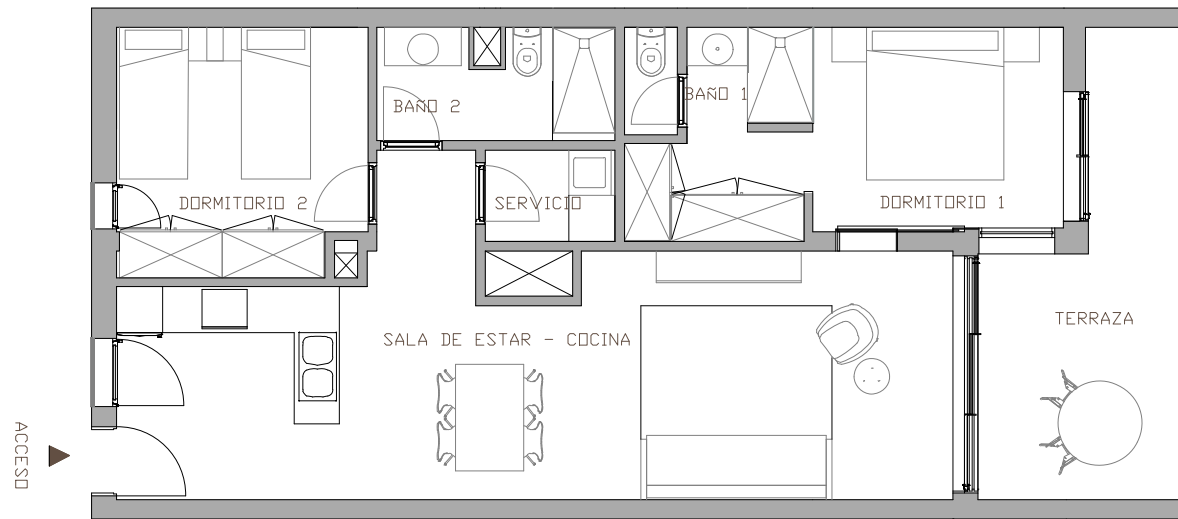 BAÑO 2
BAÑO 1
DORMITORIO 2
SERVICIO
DORMITORIO 1
SALA DE ESTAR - COCINA
TERRAZA
ACCESO